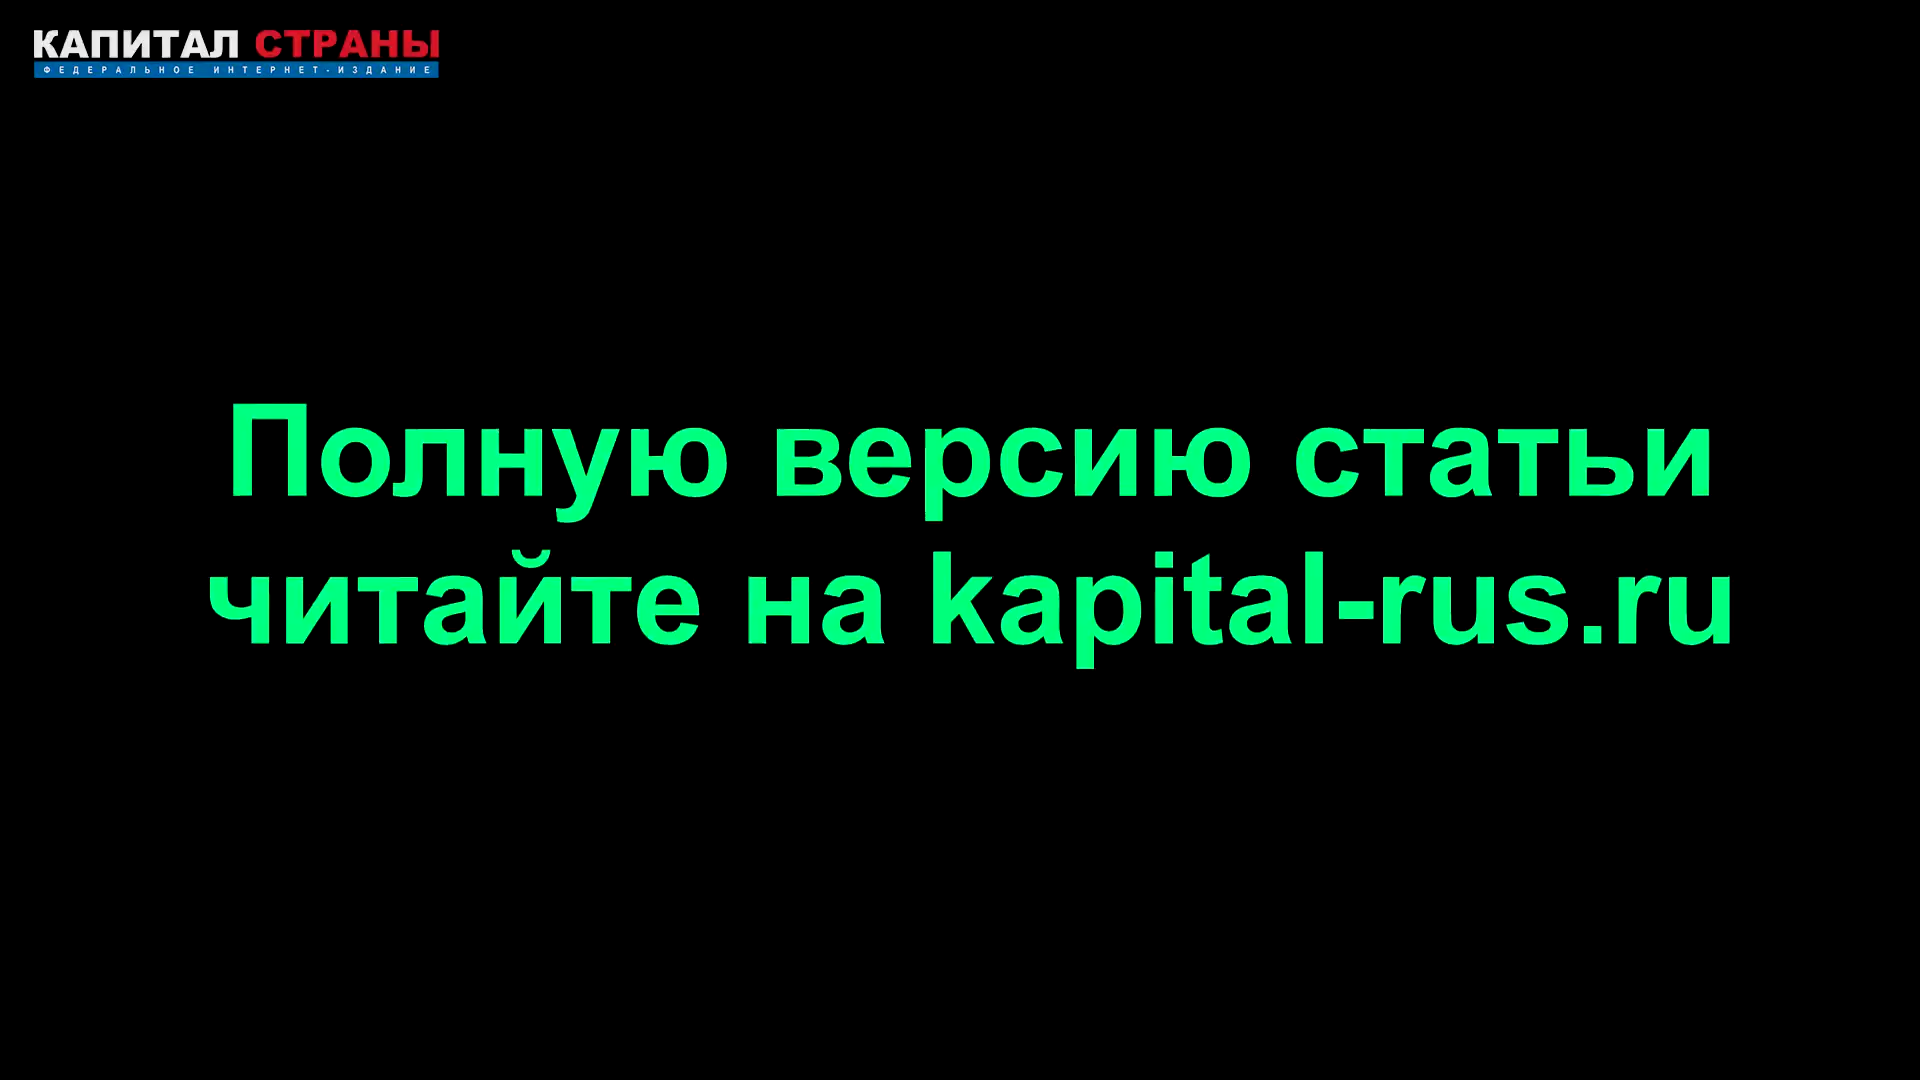 КАПИТАЛ СТРАНЫ
ФЕДЕРАЛЬНОЕ ИНТЕРНЕТ-ИЗДАНИЕ
Полную версию статьи
читайте на kapital-rus.ru